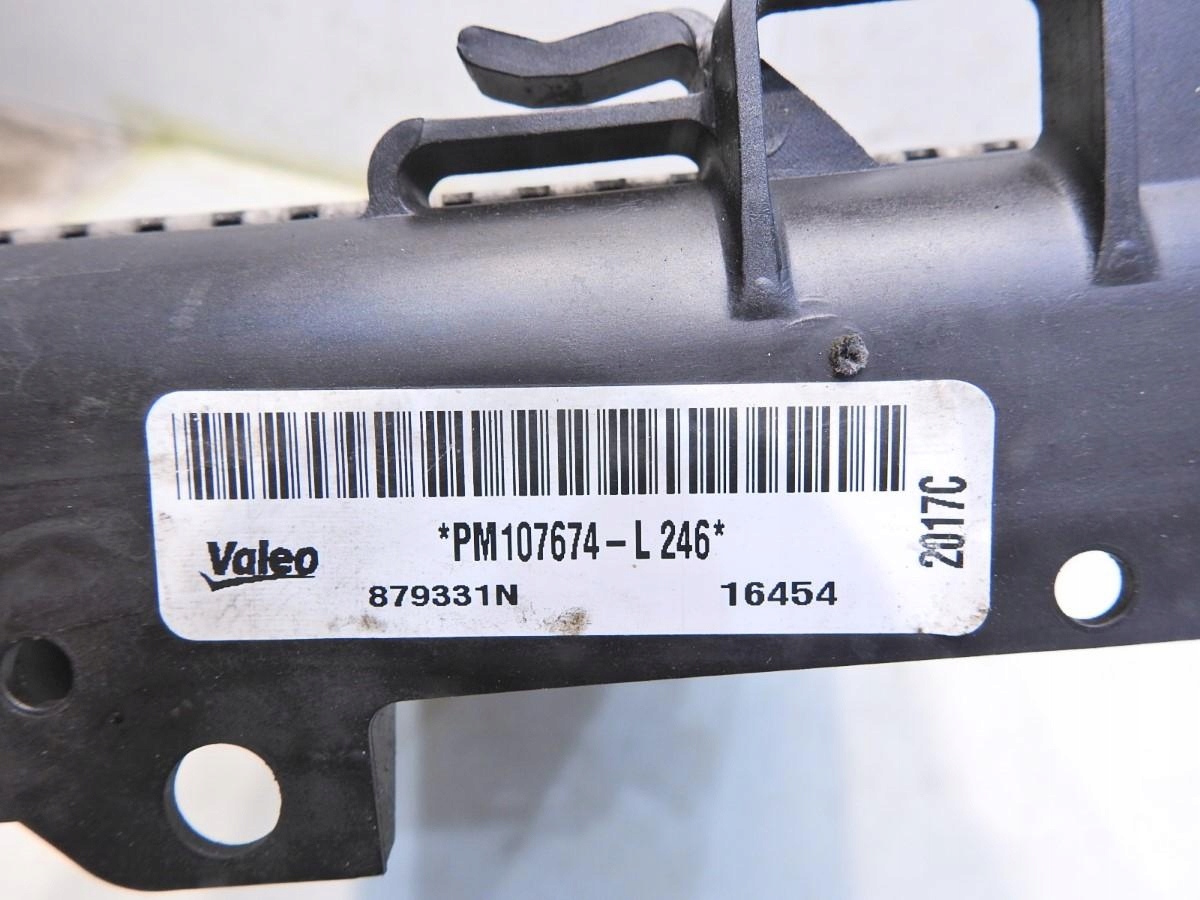 *PM107674-L 246*
Valeo
879331N 16454
2017C